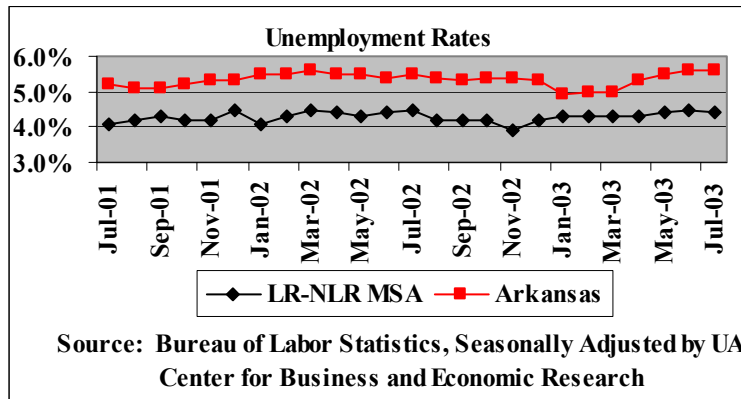 Unemployment Rates
6.0%
5.0%
4.0%
3.0%
Jul-01
Sep-01
Nov-01
Jan-02
Mar-02
May-02
Jul-02
Sep-02
Nov-02
Jan-03
Mar-03
May-03
Jul-03
LR-NLR MSA
Arkansas
Source: Bureau of Labor Statistics, Seasonally Adjusted by UA
Center for Business and Economic Research